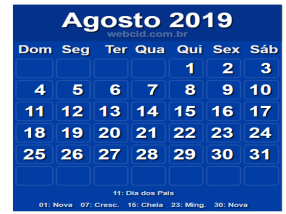 Agosto 2019
webcid.com.br
Dom Seg Ter Qua Qui Sex Sáb
1 2 3
4 5 6 7 8 9 10
11 12 13 14 15 16 17
18 19 20 21 22 23 24
25 26 27 28 29 30 31
11: Dia dos Pais
01: Nova 07: Cresc. 15: Cheia 23: Ming. 30: Nova